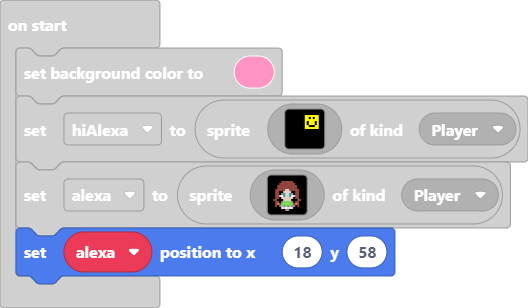 on start
set background color to
set hiAlexa to sprite of kind Player
set alexa to sprite of kind Player
set alexa position to x 18 y 58